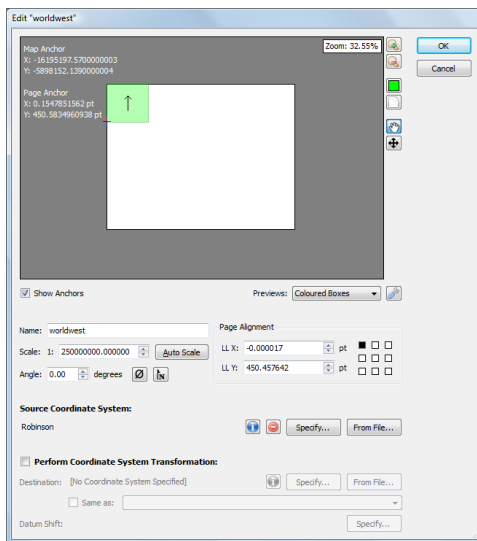 Edit "worldwest"
Map Anchor
X: -16195197.5700000003
Y: -5898152.1390000004
Page Anchor
X: 0.1547851562 pt
Y: 450.5834960938 pt
Zoom: 32.55%
OK
Cancel
Show Anchors
Previews: Coloured Boxes
Name: worldwest
Scale: 1: 250000000.000000 Auto Scale
Angle: 0.00 degrees
Page Alignment
LL X: -0.000017 pt
LL Y: 450.457642 pt
Source Coordinate System:
Robinson Specify... From File...
Perform Coordinate System Transformation:
Destination: [No Coordinate System Specified] Specify... From File...
Same as:
Datum Shift: Specify...